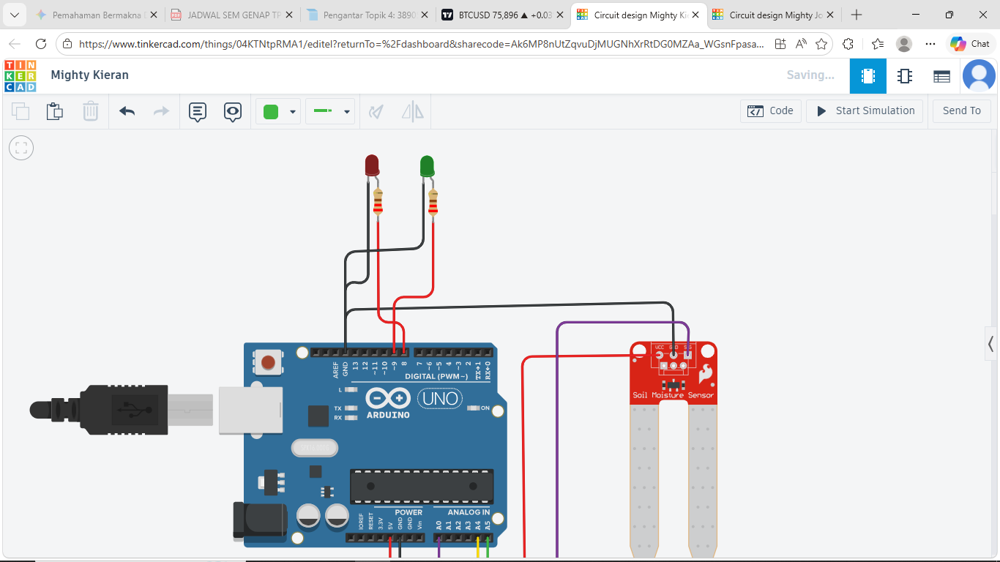 Pemahaman Bermakna
JADWAL SEM GENAP TP
Pengantar Topik 4: 3890
BTCUSD 75,896 ▲ +0.03
Circuit design Mighty Kie
Circuit design Mighty Jo
https://www.tinkercad.com/things/04KTNtpRMA1/editel?returnTo=%2Fdashboard&sharecode=Ak6MP8nUtZqvuDjMUGNhXrRtDG0MZAa_WGsnFpasa...
Chat
TIN
KER
CAD
Mighty Kieran
Saving...
Code
Start Simulation
Send To
VCC GND SIG
AREF
GND
13
12
~11
~10
~9
8
7
~6
~5
4
~3
2
TX→1
RX←0
DIGITAL (PWM~)
L
TX
RX
ARDUINO
UNO
ON
Soil Moisture Sensor
POWER
ANALOG IN
IOREF
RESET
3.3V
5V
GND
GND
Vin
A0
A1
A2
A3
A4
A5